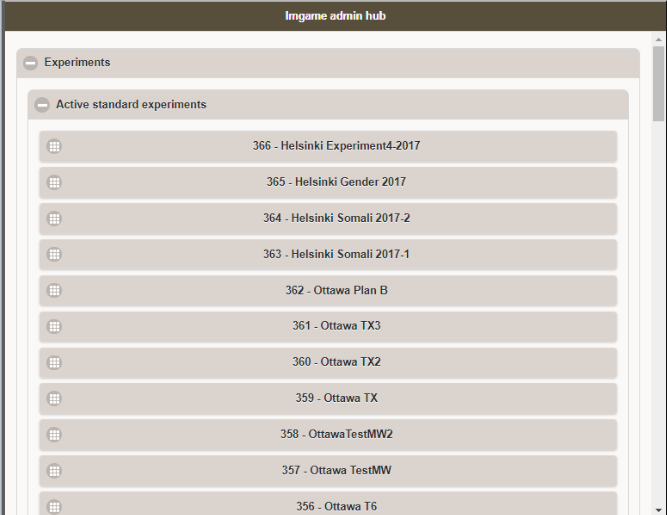 Imgame admin hub
Experiments
Active standard experiments
366 - Helsinki Experiment4-2017
365 - Helsinki Gender 2017
364 - Helsinki Somali 2017-2
363 - Helsinki Somali 2017-1
362 - Ottawa Plan B
361 - Ottawa TX3
360 - Ottawa TX2
359 - Ottawa TX
358 - OttawaTestMW2
357 - Ottawa TestMW
356 - Ottawa T6